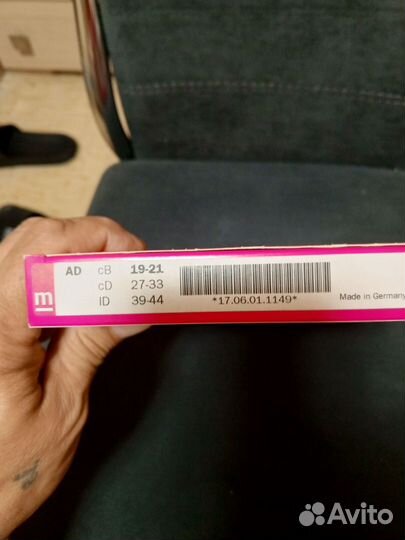 AD cB 19-21
cD 27-33
ID 39-44
*17.06.01.1149*
Made in Germany
m
Avito